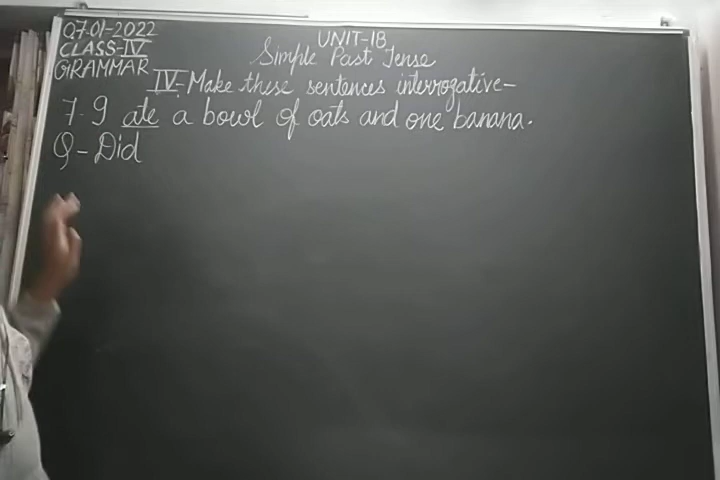 07.01-2022
CLASS-IV
GRAMMAR
UNIT-18
Simple Past Tense
IV-Make these sentences interrogative-
7. I ate a bowl of oats and one banana.
Q-Did